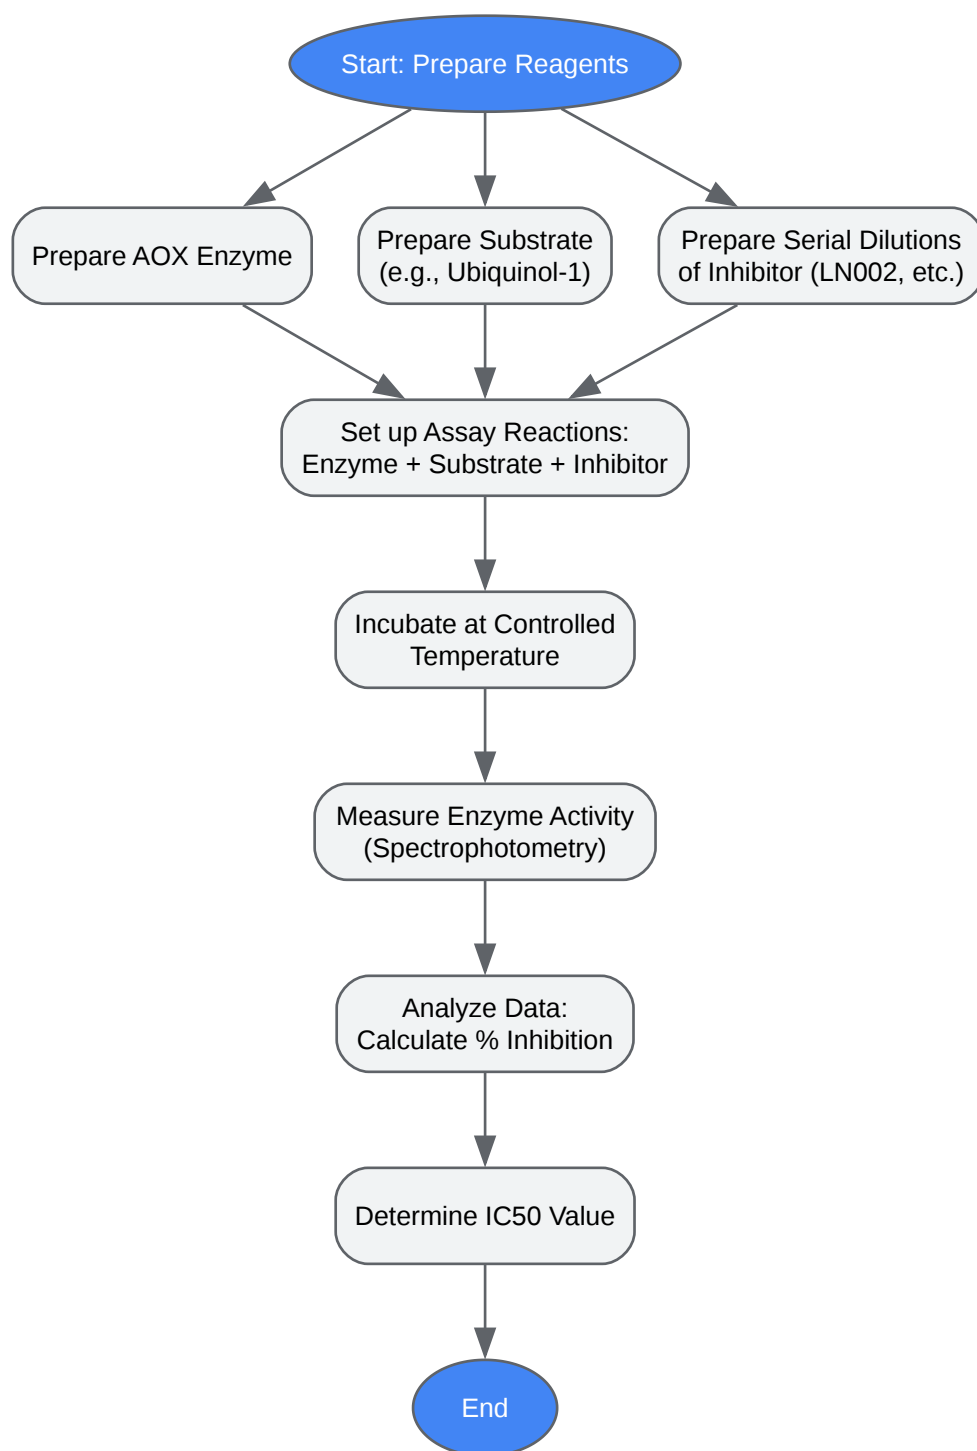 Start: Prepare Reagents
Prepare AOX Enzyme
Prepare Substrate
(e.g., Ubiquinol-1)
Prepare Serial Dilutions
of Inhibitor (LN002, etc.)
Set up Assay Reactions:
Enzyme + Substrate + Inhibitor
Incubate at Controlled
Temperature
Measure Enzyme Activity
(Spectrophotometry)
Analyze Data:
Calculate % Inhibition
Determine IC50 Value
End